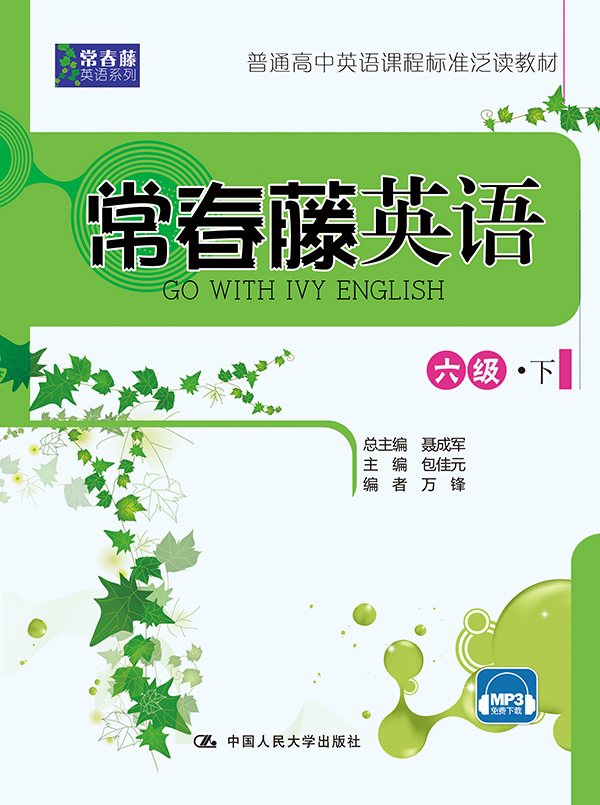 常春藤
英语系列
普通高中英语课程标准泛读教材
常春藤英语
GO WITH IVY ENGLISH
六级·下
总主编 聂成军
主 编 包佳元
编 者 万 锋
MP3
免费下载
中国人民大学出版社